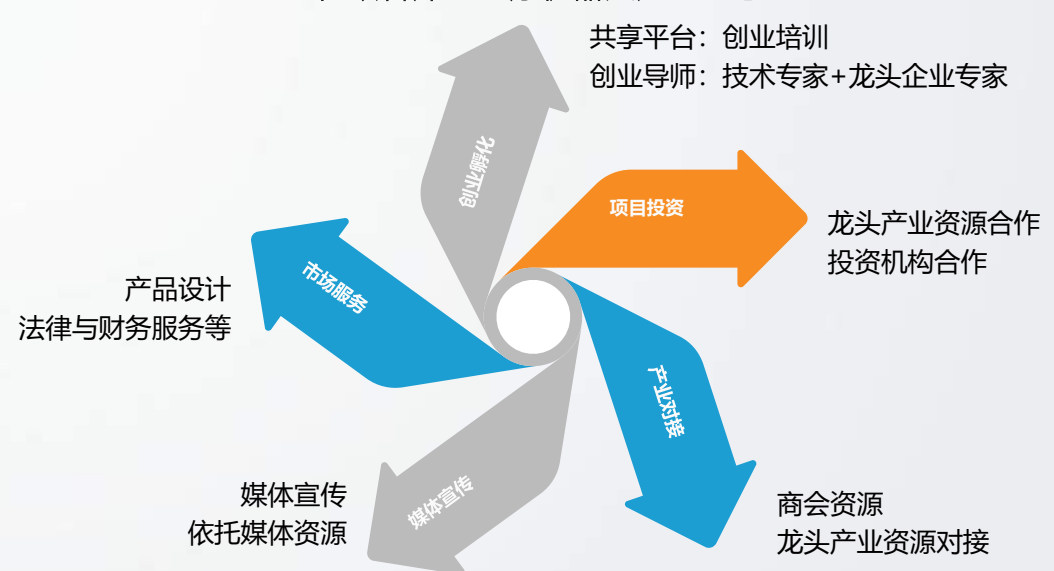 共享平台：创业培训
创业导师：技术专家+龙头企业专家
创业辅导
项目投资
龙头产业资源合作
投资机构合作
市场服务
产品设计
法律与财务服务等
产业对接
媒体宣传
媒体宣传
依托媒体资源
商会资源
龙头产业资源对接